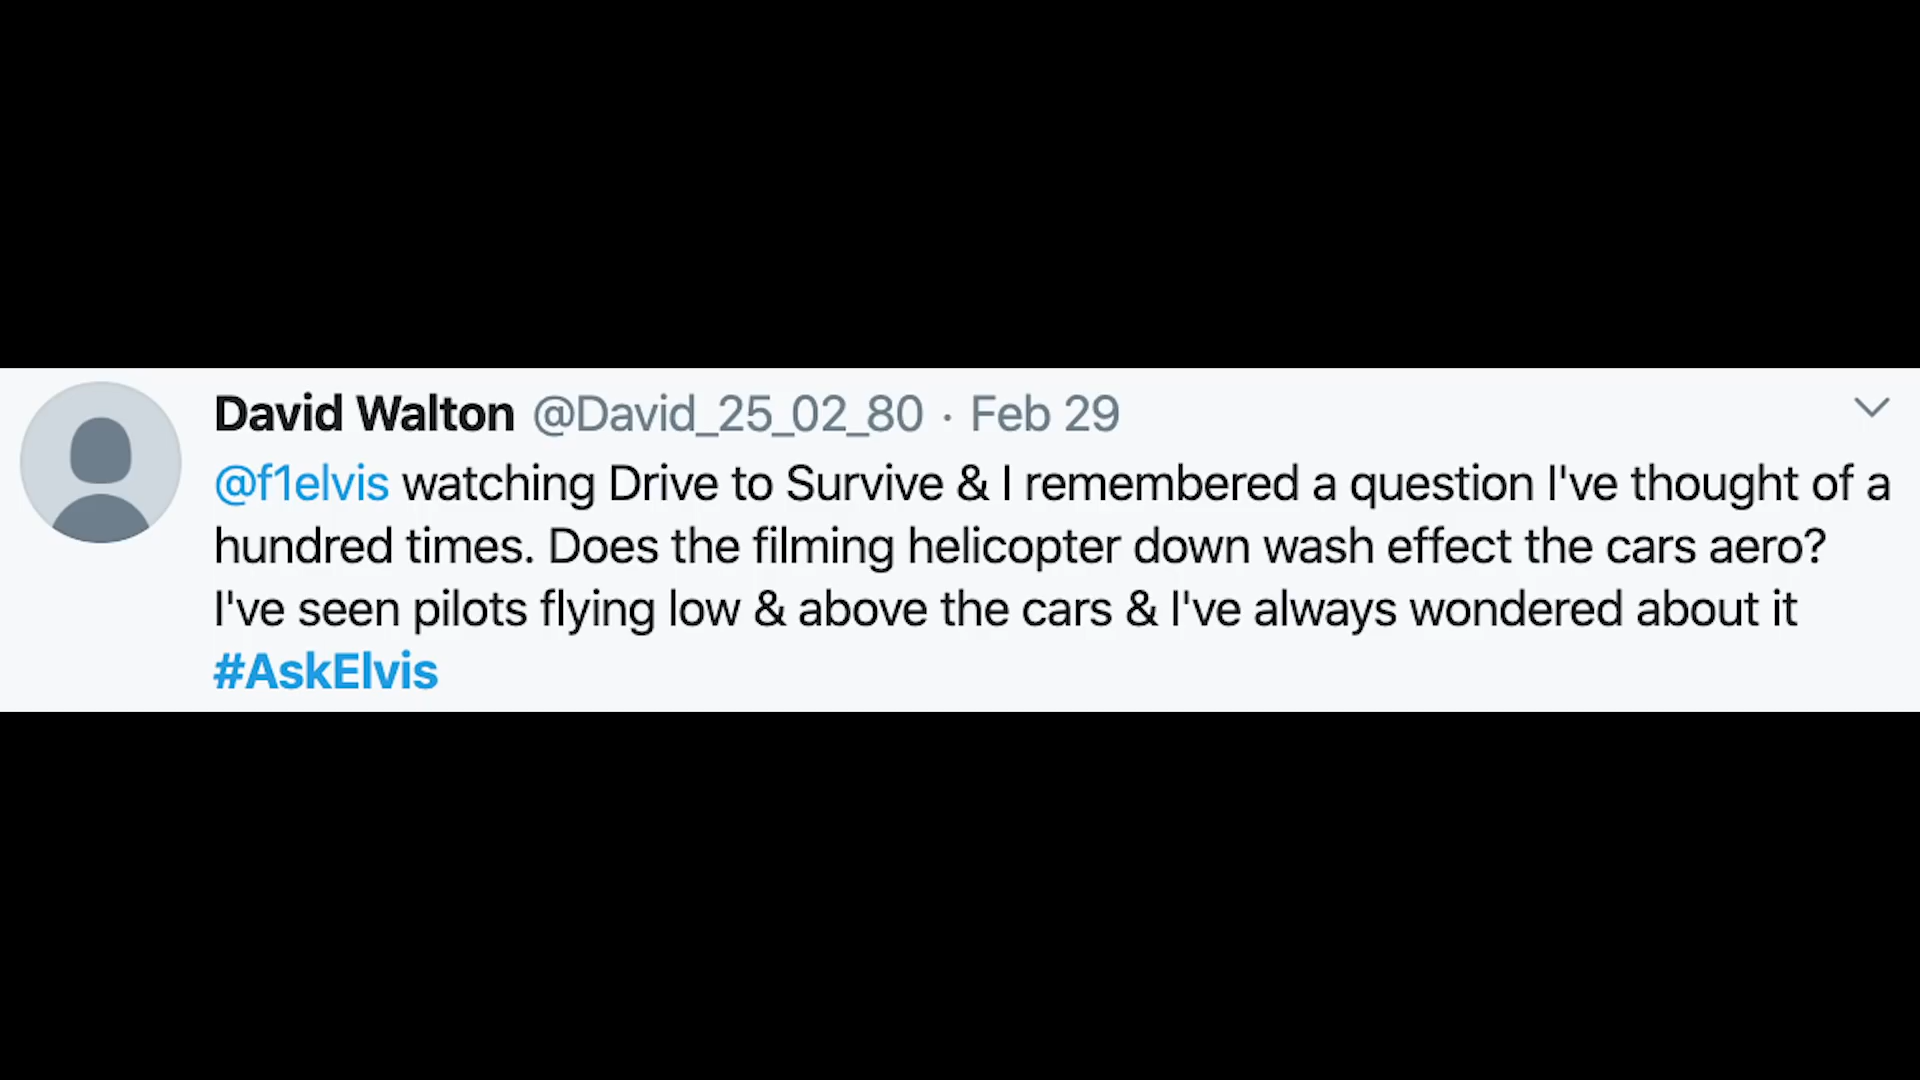 David Walton @David_25_02_80 · Feb 29
@f1elvis watching Drive to Survive & I remembered a question I've thought of a
hundred times. Does the filming helicopter down wash effect the cars aero?
I've seen pilots flying low & above the cars & I've always wondered about it
#AskElvis